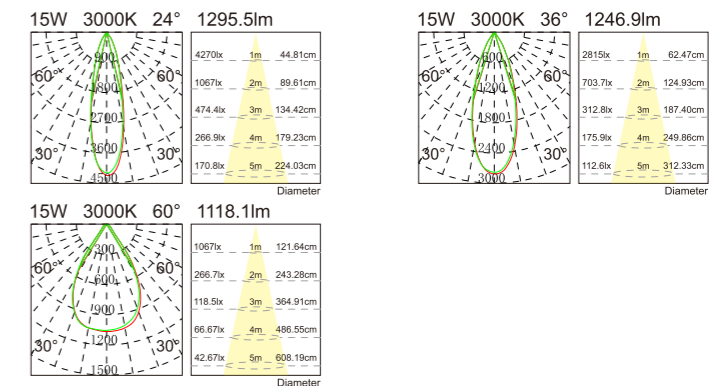 15W 3000K 24° 1295.5lm
900
1800
2700
3600
4500
60° 60°
30° 30°
4270lx 1m 44.81cm
1067lx 2m 89.61cm
474.4lx 3m 134.42cm
266.9lx 4m 179.23cm
170.8lx 5m 224.03cm
Diameter
15W 3000K 36° 1246.9lm
600
1200
1800
2400
3000
60° 60°
30° 30°
2815lx 1m 62.47cm
703.7lx 2m 124.93cm
312.8lx 3m 187.40cm
175.9lx 4m 249.86cm
112.6lx 5m 312.33cm
Diameter
15W 3000K 60° 1118.1lm
300
600
900
1200
1500
60° 60°
30° 30°
1067lx 1m 121.64cm
266.7lx 2m 243.28cm
118.5lx 3m 364.91cm
66.67lx 4m 486.55cm
42.67lx 5m 608.19cm
Diameter